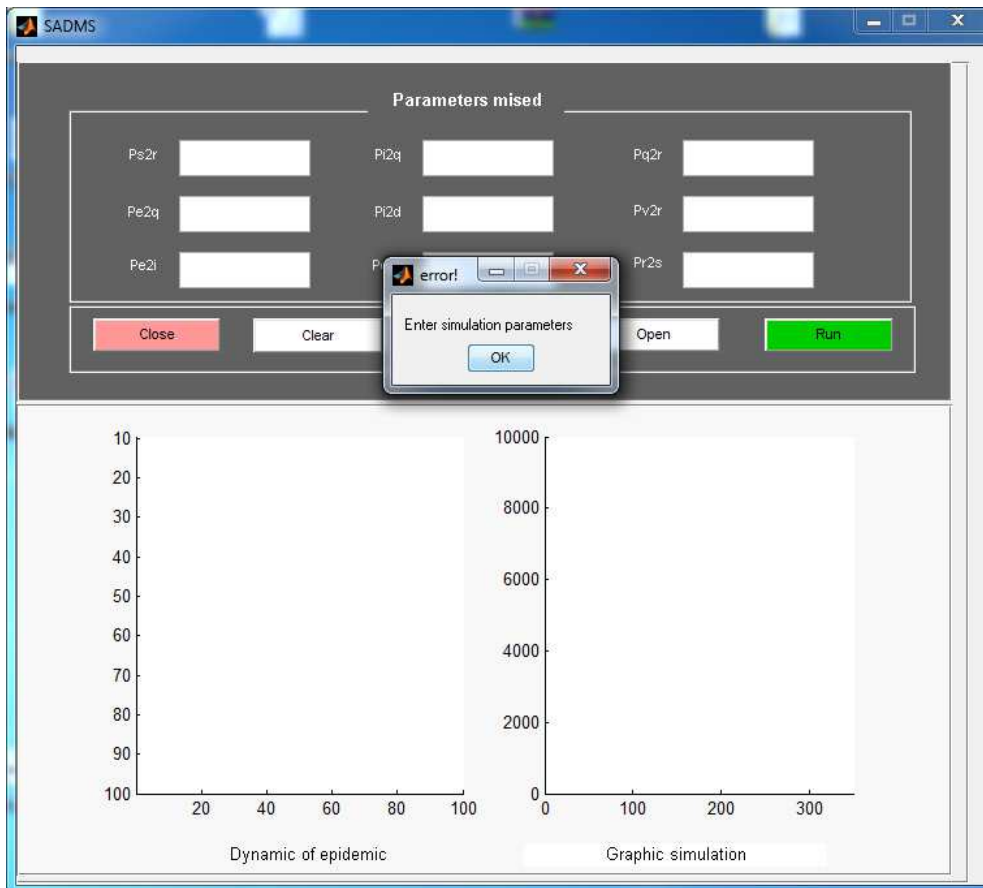 SADMS
Parameters mised
Ps2r Pi2q Pq2r
Pe2q Pi2d Pv2r
Pe2i Pr2s
error!
Enter simulation parameters
OK
Close Clear Open Run
10 10000
20 8000
30 6000
40 4000
50 2000
60 0
70
80
90
100
20 40 60 80 100 0 100 200 300
Dynamic of epidemic Graphic simulation